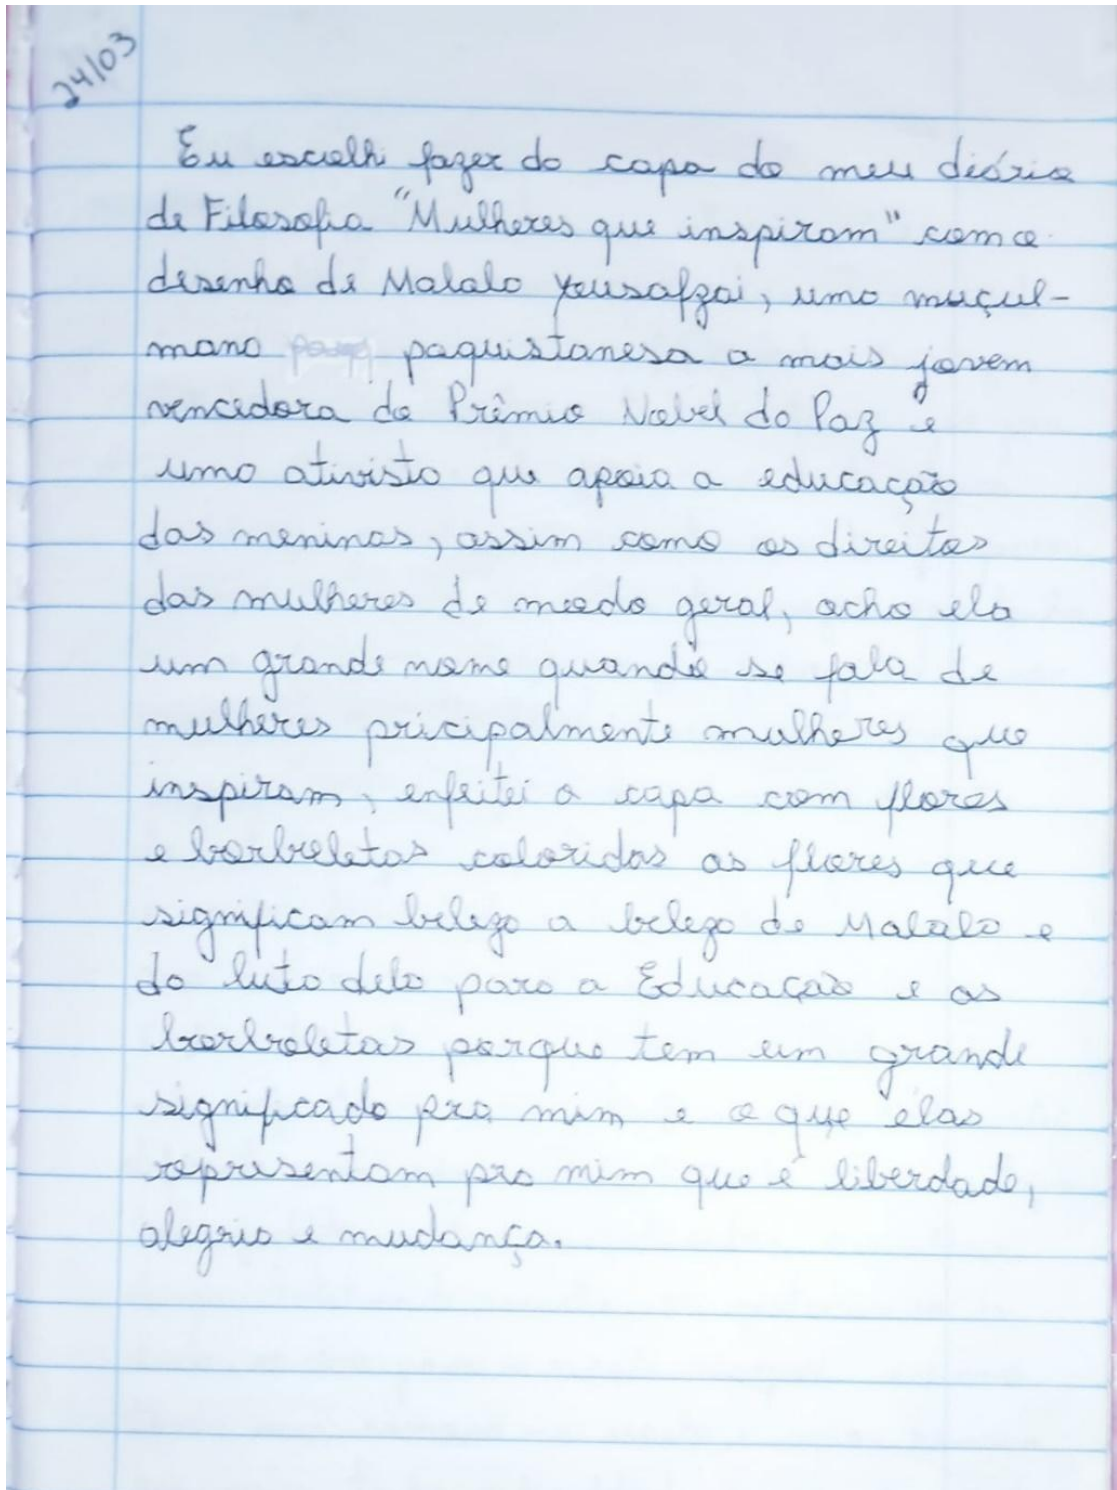 24/03
Eu escolhi fazer da capa do meu diário
de Filosofia "Mulheres que inspiram" com o
desenho de Malala Yousafzai, uma muçul-
mana paquistanesa a mais jovem
vencedora do Prêmio Nobel da Paz e
uma ativista que apoia a educação
das meninas, assim como os direitos
das mulheres de modo geral, acho ela
um grande nome quando se fala de
mulheres pricipalmente mulheres que
inspiram, enfeitei a capa com flores
e borboletas coloridas as flores que
significam beleza a beleza de Malala e
da luta dela para a Educação e as
borboletas porque tem um grande
significado pra mim e o que elas
representam pra mim que é liberdade,
alegria e mudança.